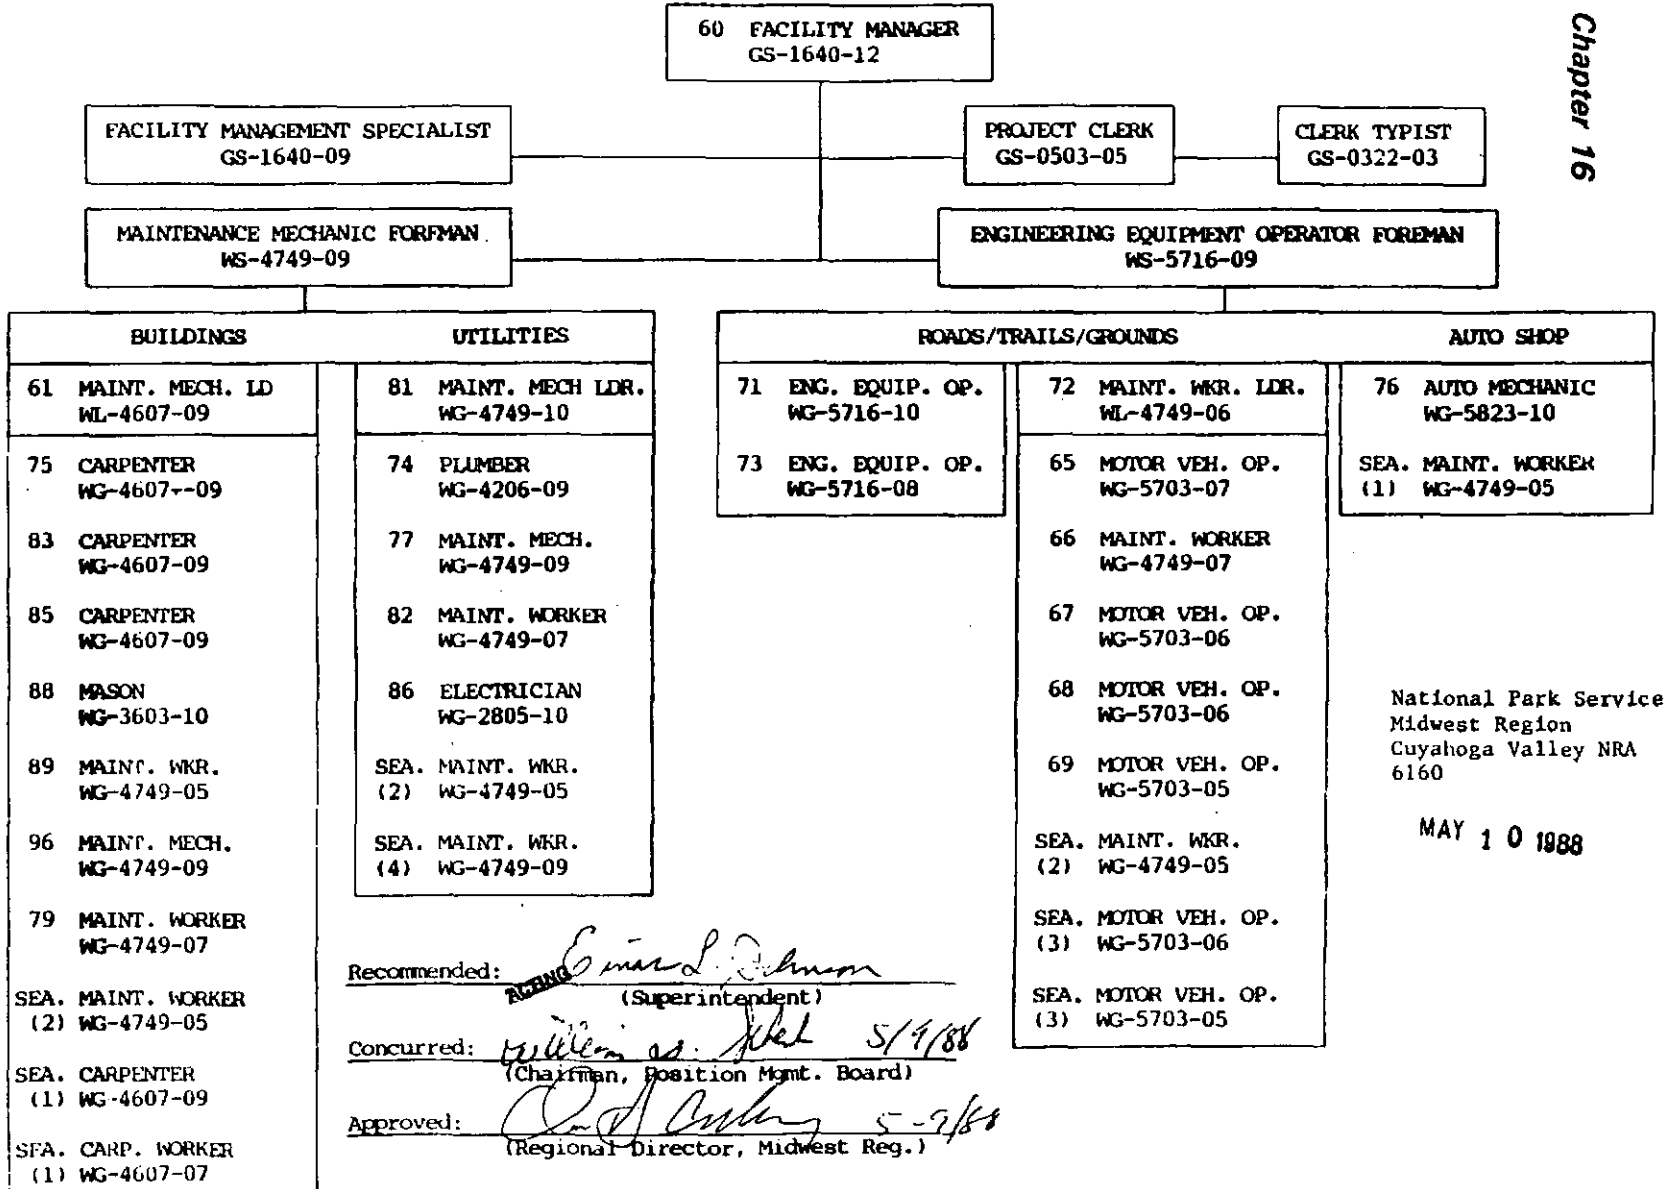 Chapter 16
60 FACILITY MANAGER
GS-1640-12
FACILITY MANAGEMENT SPECIALIST
GS-1640-09
PROJECT CLERK
GS-0503-05
CLERK TYPIST
GS-0322-03
MAINTENANCE MECHANIC FORFMAN
WS-4749-09
ENGINEERING EQUIPMENT OPERATOR FOREMAN
WS-5716-09
BUILDINGS
61 MAINT. MECH. LD
WL-4607-09
75 CARPENTER
WG-4607--09
83 CARPENTER
WG-4607-09
85 CARPENTER
WG-4607-09
88 MASON
WG-3603-10
89 MAINT. WKR.
WG-4749-05
96 MAINT. MECH.
WG-4749-09
79 MAINT. WORKER
WG-4749-07
SEA. MAINT. WORKER
(2) WG-4749-05
SEA. CARPENTER
(1) WG-4607-09
SEA. CARP. WORKER
(1) WG-4607-07
UTILITIES
81 MAINT. MECH LDR.
WG-4749-10
74 PLUMBER
WG-4206-09
77 MAINT. MECH.
WG-4749-09
82 MAINT. WORKER
WG-4749-07
86 ELECTRICIAN
WG-2805-10
SEA. MAINT. WKR.
(2) WG-4749-05
SEA. MAINT. WKR.
(4) WG-4749-09
ROADS/TRAILS/GROUNDS
71 ENG. EQUIP. OP.
WG-5716-10
73 ENG. EQUIP. OP.
WG-5716-08
72 MAINT. WKR. LDR.
WL-4749-06
65 MOTOR VEH. OP.
WG-5703-07
66 MAINT. WORKER
WG-4749-07
67 MOTOR VEH. OP.
WG-5703-06
68 MOTOR VEH. OP.
WG-5703-06
69 MOTOR VEH. OP.
WG-5703-05
SEA. MAINT. WKR.
(2) WG-4749-05
SEA. MOTOR VEH. OP.
(3) WG-5703-06
SEA. MOTOR VEH. OP.
(3) WG-5703-05
AUTO SHOP
76 AUTO MECHANIC
WG-5823-10
SEA. MAINT. WORKER
(1) WG-4749-05
National Park Service
Midwest Region
Cuyahoga Valley NRA
6160
MAY 10 1988
Recommended: ACTING Einar L. Johnson
(Superintendent)
Concurred: William W. 5/9/88
(Chairman, Position Mgmt. Board)
Approved: 5-9/88
(Regional Director, Midwest Reg.)